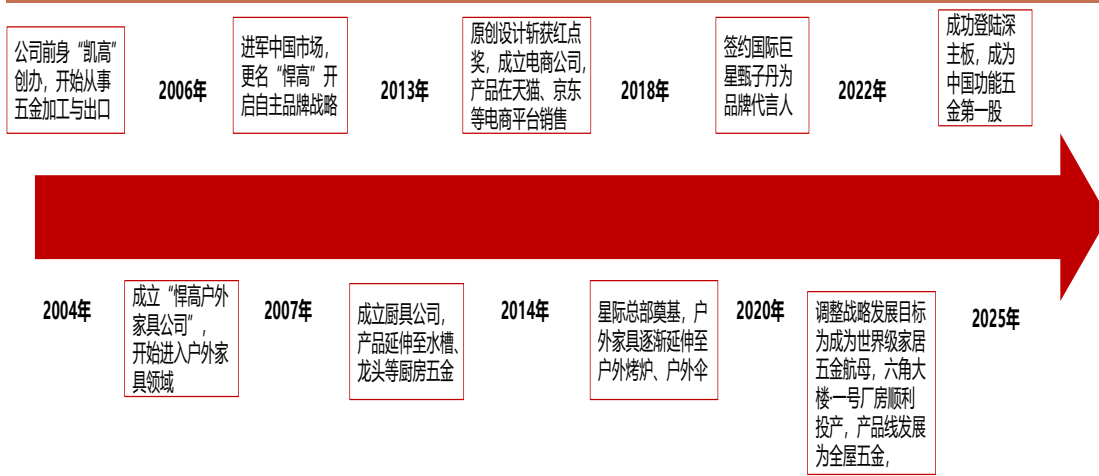 公司前身“凯高”
创办，开始从事
五金加工与出口
2006年
进军中国市场，
更名“悍高”开
启自主品牌战略
2013年
原创设计斩获红点
奖，成立电商公司，
产品在天猫、京东
等电商平台销售
2018年
签约国际巨
星甄子丹为
品牌代言人
2022年
成功登陆深
主板，成为
中国功能五
金第一股
2004年
成立“悍高户外
家具公司”，
开始进入户外家
具领域
2007年
成立厨具公司，
产品延伸至水槽、
龙头等厨房五金
2014年
星际总部奠基，户
外家具逐渐延伸至
户外烤炉、户外伞
2020年
调整战略发展目标
为成为世界级家居
五金航母，六角大
楼·一号厂房顺利
投产，产品线发展
为全屋五金，
2025年